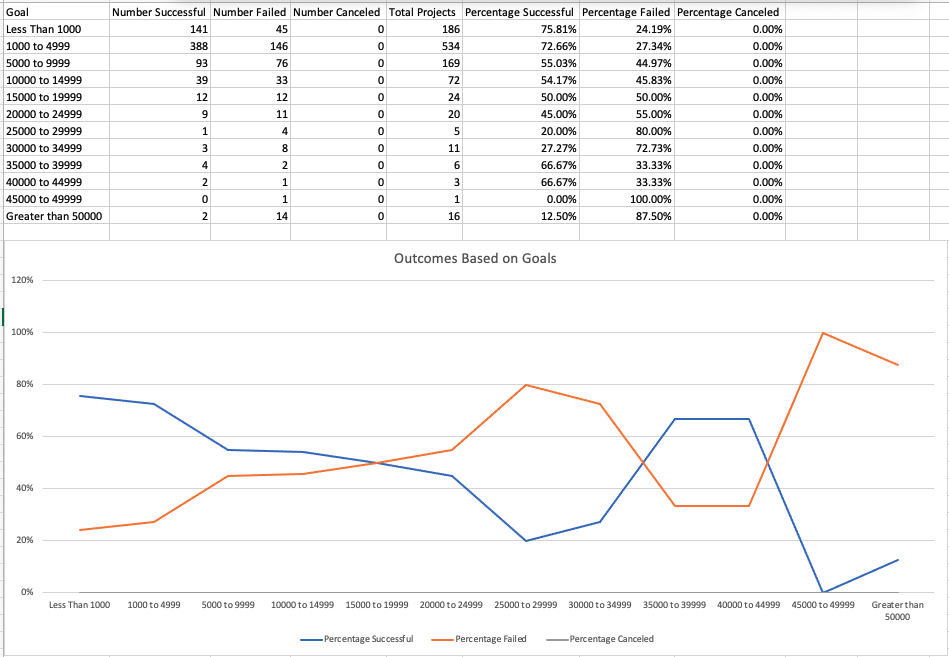 Goal Number Successful Number Failed Number Canceled Total Projects Percentage Successful Percentage Failed Percentage Canceled
Less Than 1000 141 45 0 186 75.81% 24.19% 0.00%
1000 to 4999 388 146 0 534 72.66% 27.34% 0.00%
5000 to 9999 93 76 0 169 55.03% 44.97% 0.00%
10000 to 14999 39 33 0 72 54.17% 45.83% 0.00%
15000 to 19999 12 12 0 24 50.00% 50.00% 0.00%
20000 to 24999 9 11 0 20 45.00% 55.00% 0.00%
25000 to 29999 1 4 0 5 20.00% 80.00% 0.00%
30000 to 34999 3 8 0 11 27.27% 72.73% 0.00%
35000 to 39999 4 2 0 6 66.67% 33.33% 0.00%
40000 to 44999 2 1 0 3 66.67% 33.33% 0.00%
45000 to 49999 0 1 0 1 0.00% 100.00% 0.00%
Greater than 50000 2 14 0 16 12.50% 87.50% 0.00%
Outcomes Based on Goals
120%
100%
80%
60%
40%
20%
0%
Less Than 1000 1000 to 4999 5000 to 9999 10000 to 14999 15000 to 19999 20000 to 24999 25000 to 29999 30000 to 34999 35000 to 39999 40000 to 44999 45000 to 49999 Greater than
50000
Percentage Successful Percentage Failed Percentage Canceled